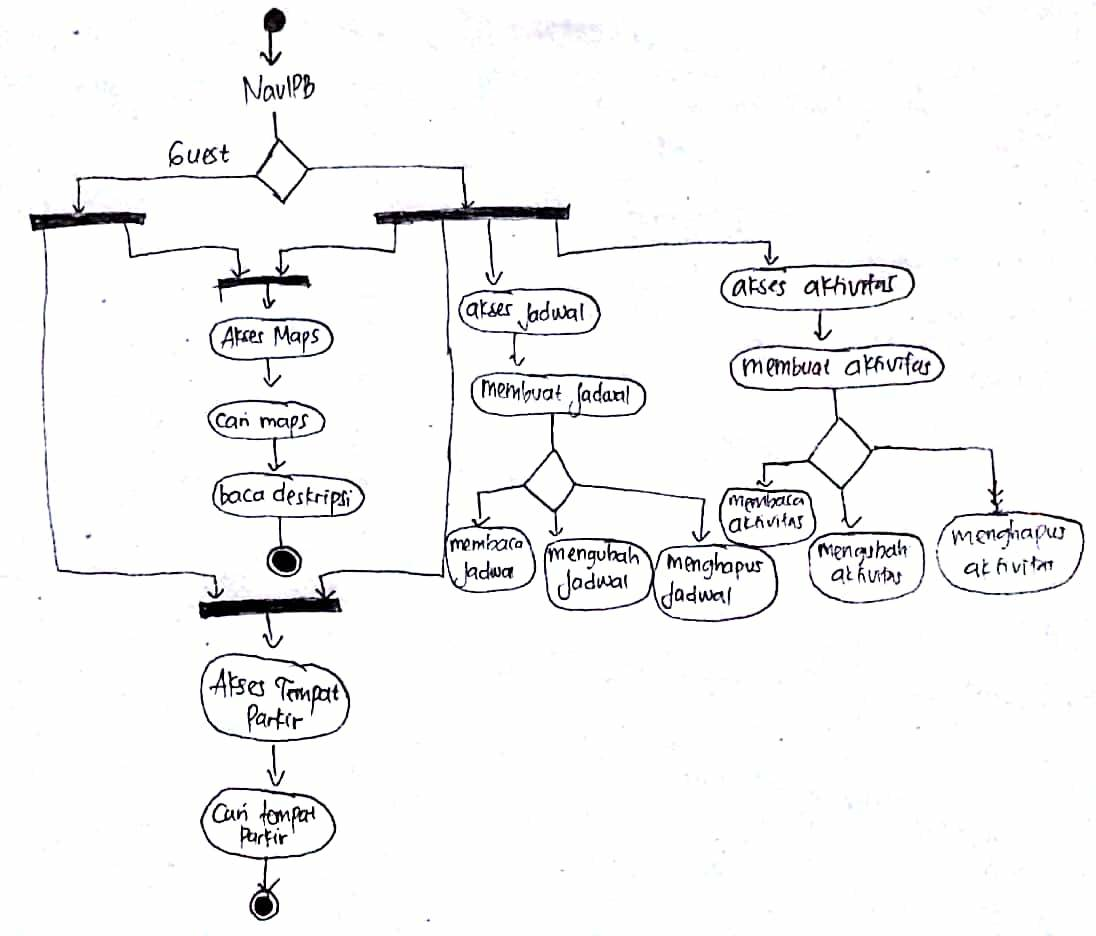 NavIPB
Guest
akses aktivitas
akses jadwal
Akses Maps
membuat aktivitas
membuat jadwal
cari maps
baca deskripsi
membaca
aktivitas
membaca
jadwal
mengubah
jadwal
menghapus
jadwal
mengubah
aktivitas
menghapus
aktivitas
Akses Tempat
Parkir
Cari tempat
parkir